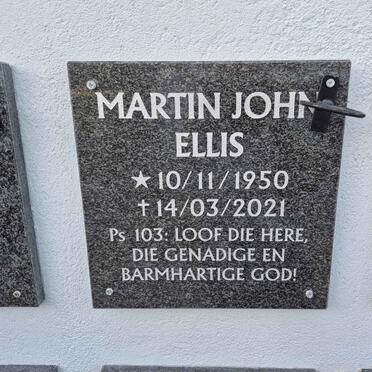 MARTIN JOHN
ELLIS
★ 10/11/1950
✝ 14/03/2021
Ps 103: LOOF DIE HERE,
DIE GENADIGE EN
BARMHARTIGE GOD!